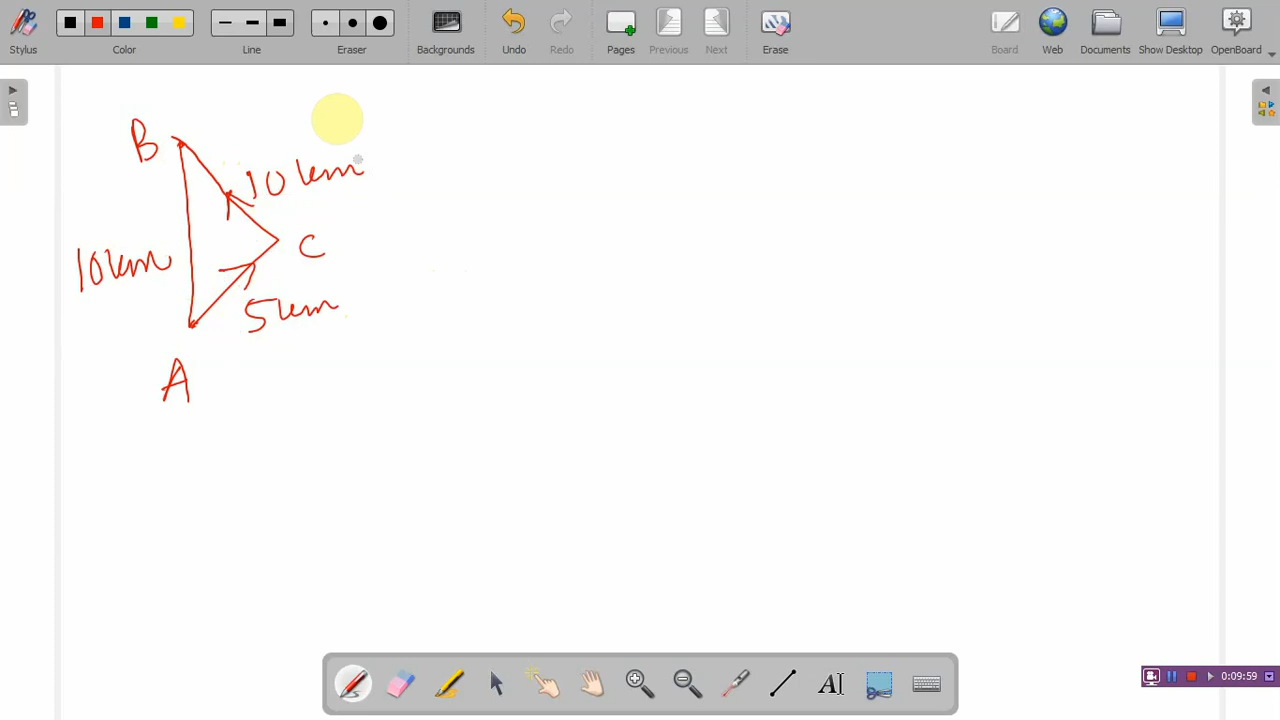 Stylus
Color
Line
Eraser
Backgrounds
Undo
Redo
Pages
Previous
Next
Erase
Board
Web
Documents
Show Desktop
OpenBoard
B
10 km
10 km
C
5 km
A
0:09:59